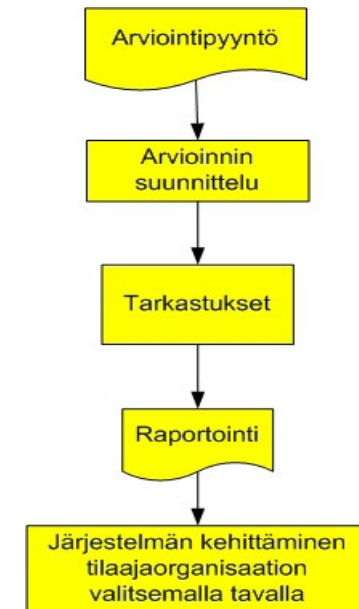 Arviointipyyntö
Arvioinnin
suunnittelu
Tarkastukset
Raportointi
Järjestelmän kehittäminen
tilaajaorganisaation
valitsemalla tavalla